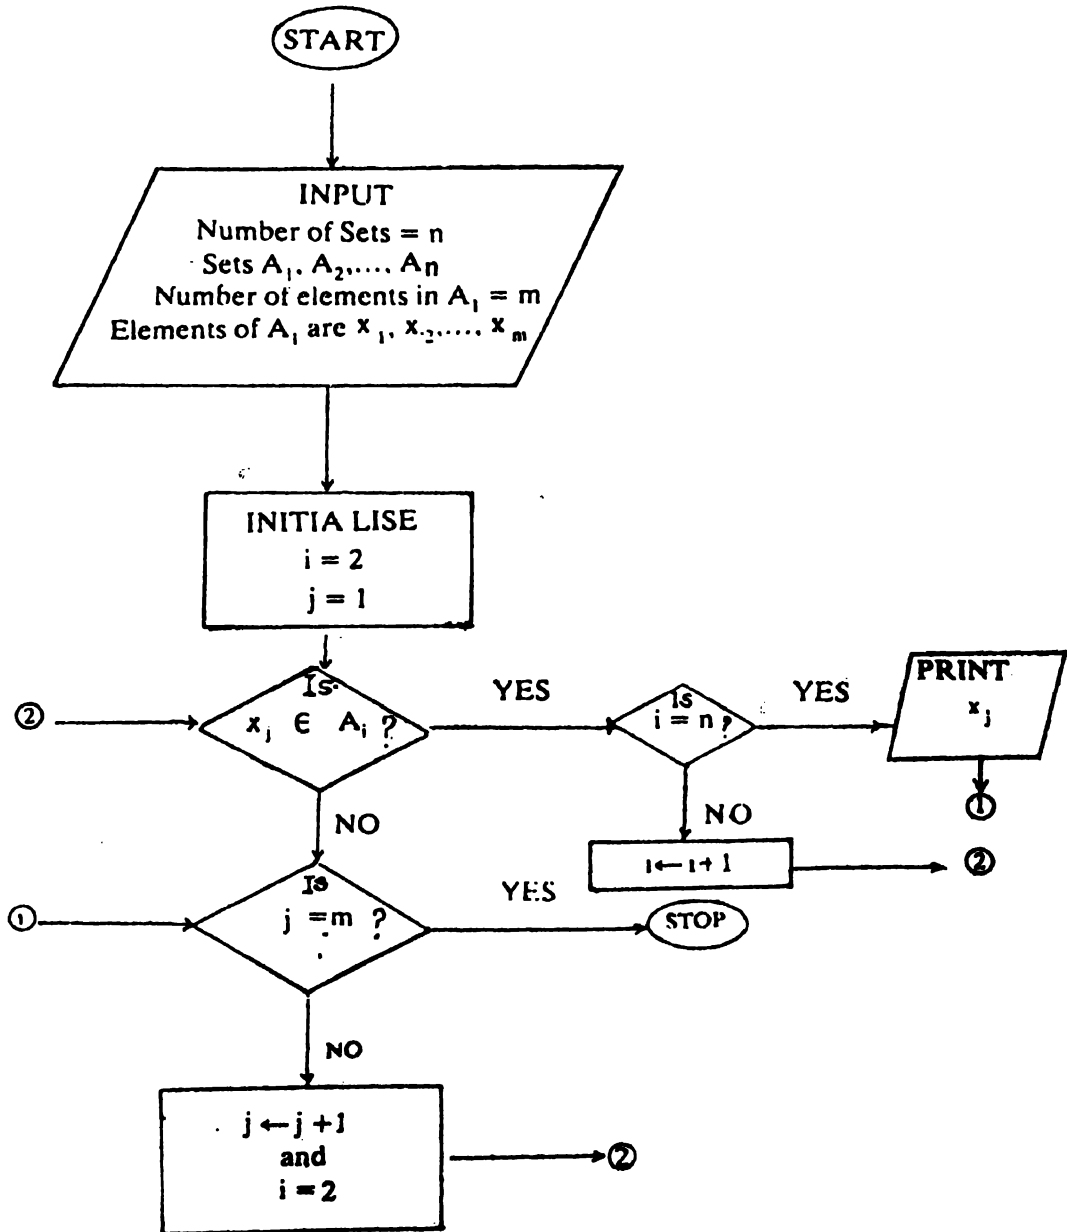 START
INPUT
Number of Sets = n
Sets A₁, A₂,.... An
Number of elements in A₁ = m
Elements of A₁ are x₁, x₂,.... xₘ
INITIA LISE
i = 2
j = 1
②
Is
xⱼ ∈ Aᵢ ?
YES
Is
i = n ?
YES
PRINT
xⱼ
①
NO
NO
i ← i + 1
②
①
Is
j = m ?
YES
STOP
NO
j ← j + 1
and
i = 2
②